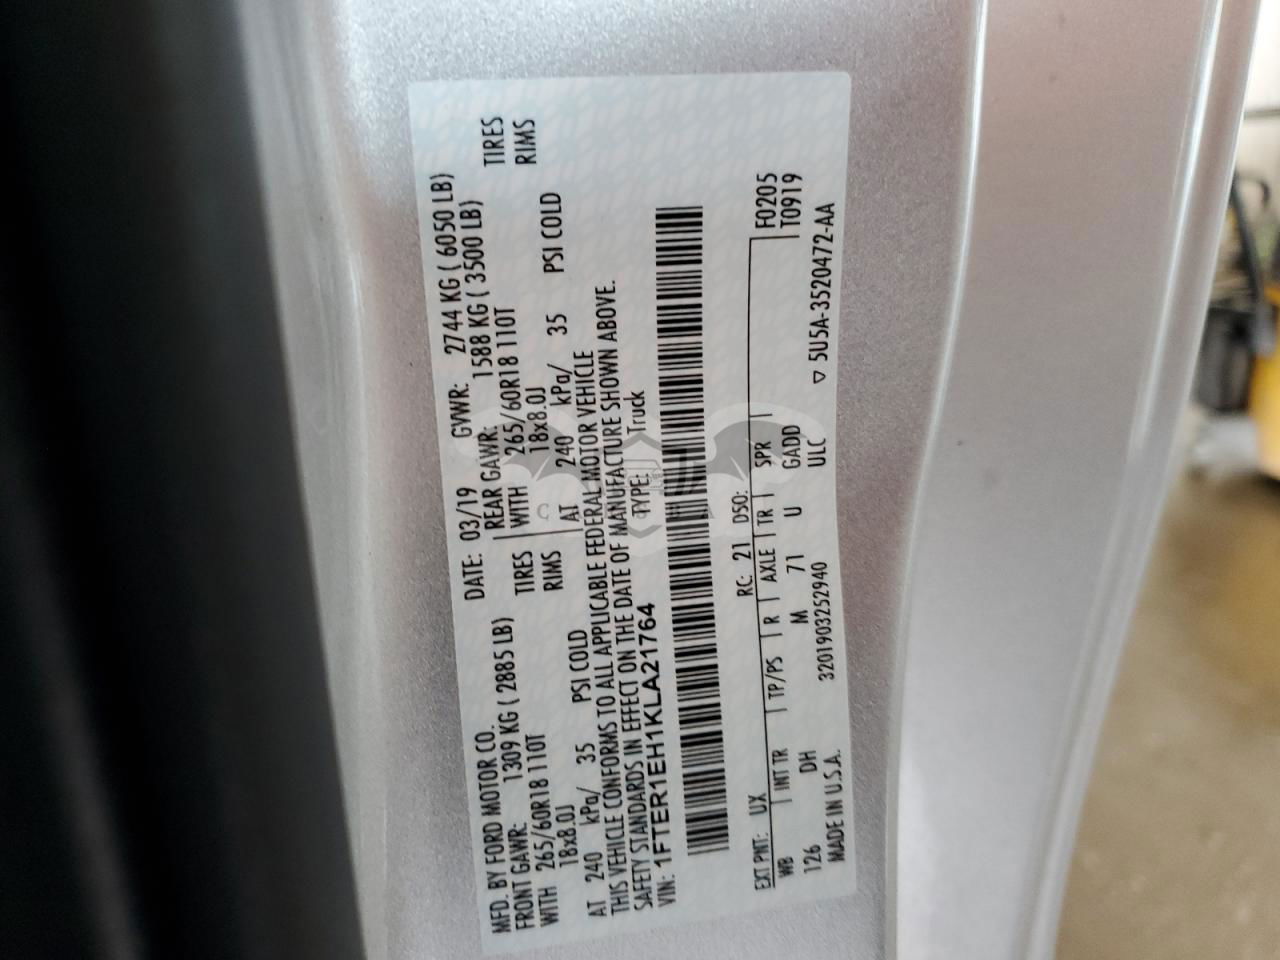 MFD. BY FORD MOTOR CO.
DATE: 03/19 GVWR: 2744 KG ( 6050 LB)
FRONT GAWR: 1309 KG ( 2885 LB) REAR GAWR: 1588 KG ( 3500 LB)
WITH 265/60R18 110T TIRES WITH 265/60R18 110T TIRES
18x8.0J RIMS 18x8.0J RIMS
AT 240 kPa/ 35 PSI COLD AT 240 kPa/ 35 PSI COLD
THIS VEHICLE CONFORMS TO ALL APPLICABLE FEDERAL MOTOR VEHICLE
SAFETY STANDARDS IN EFFECT ON THE DATE OF MANUFACTURE SHOWN ABOVE.
VIN: 1FTER1EH1KLA21764 TYPE: Truck
EXT PNT: UX RC: 21 DSO: F0205
WB INT TR TP/PS R AXLE TR SPR T0919
126 DH M 71 U GADD
MADE IN U.S.A. 3201903252940 ULC ▽ 5U5A-3520472-AA